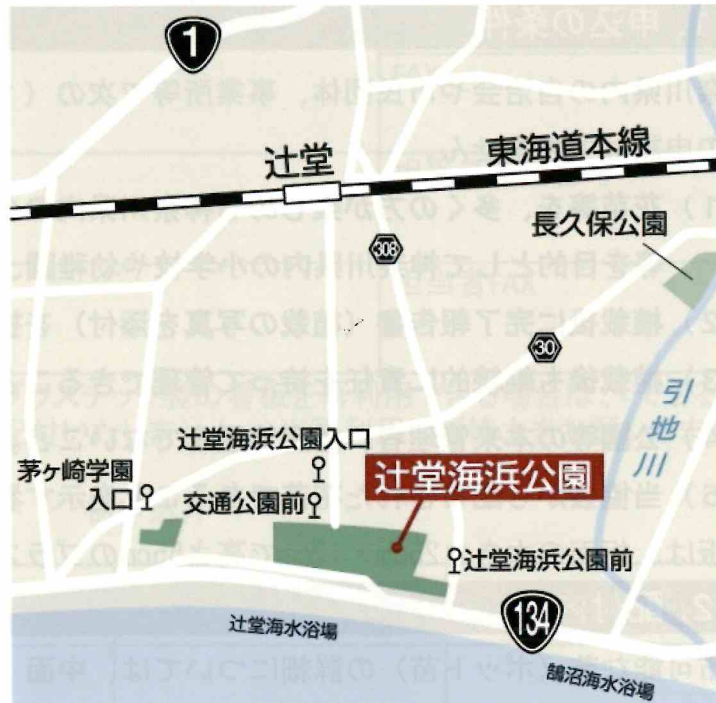 1
辻堂
東海道本線
長久保公園
308
30
引地川
辻堂海浜公園入口
茅ヶ崎学園
入口
交通公園前
辻堂海浜公園
辻堂海浜公園前
134
辻堂海水浴場
鵠沼海水浴場